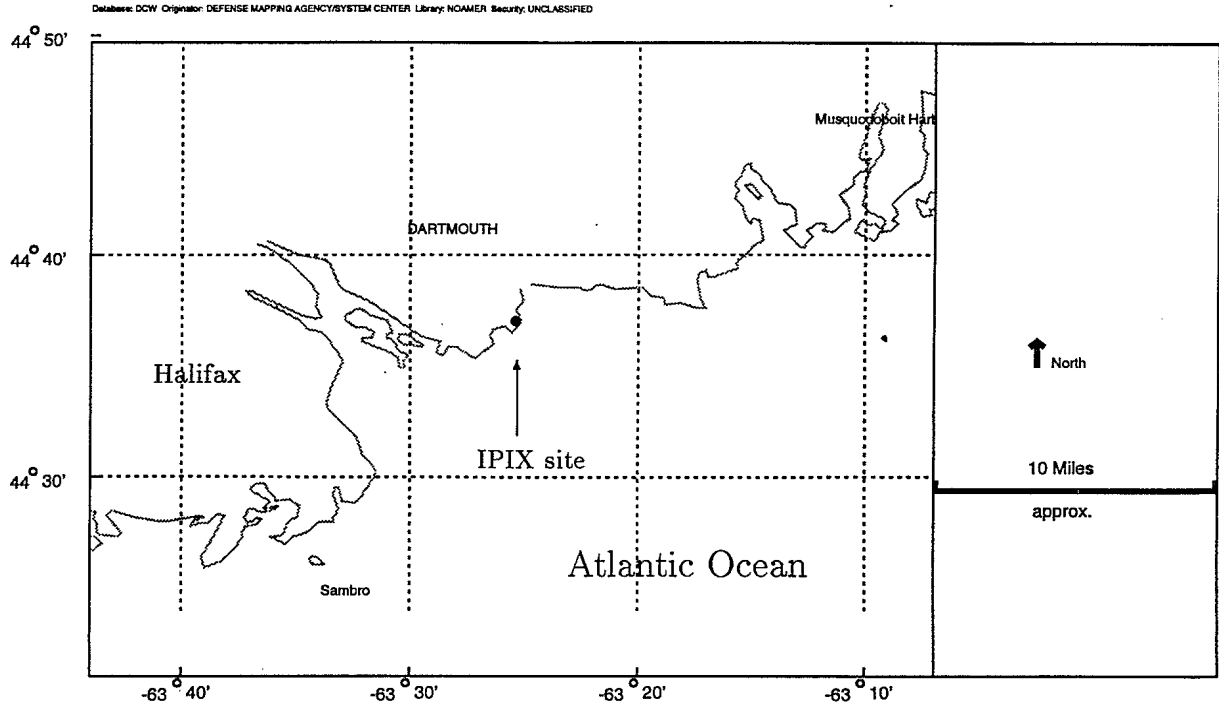 Database: DCW Originator: DEFENSE MAPPING AGENCY/SYSTEM CENTER Library: NOAMER Security: UNCLASSIFIED
44° 50'
Musquodoboit Hart
DARTMOUTH
44° 40'
North
Halifax
IPIX site
10 Miles
44° 30'
approx.
Atlantic Ocean
Sambro
-63° 40'
-63° 30'
-63° 20'
-63° 10'